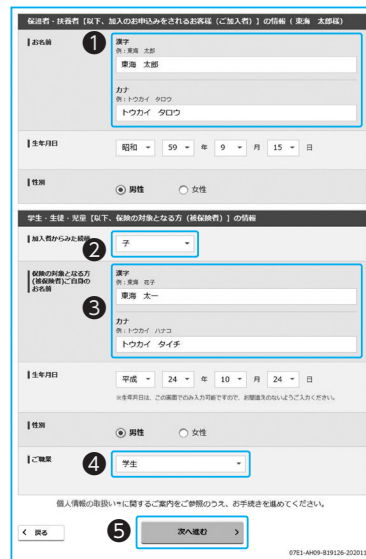 保護者・扶養者【以下、加入のお申込みをされるお客様（ご加入者）】の情報（ 東海 太郎様）
お名前
1
漢字
例：東海 太郎
東海 太郎
カナ
例：トウカイ タロウ
トウカイ タロウ
生年月日
昭和 59 年 9 月 15 日
性別
男性 女性
学生・生徒・児童【以下、保険の対象となる方（被保険者）】の情報
加入者からみた続柄
2
子
保険の対象となる方
(被保険者)ご自身の
お名前
3
漢字
例：東海 花子
東海 太一
カナ
例：トウカイ ハナコ
トウカイ タイチ
生年月日
平成 24 年 10 月 24 日
※生年月日は、この画面でのみ入力可能ですので、お間違えのないようご入力ください。
性別
男性 女性
ご職業
4
学生
個人情報の取扱い等に関するご案内をご参照のうえ、お手続きを進めてください。
< 戻る
5
次へ進む >
07E1-AH09-B19126-202011